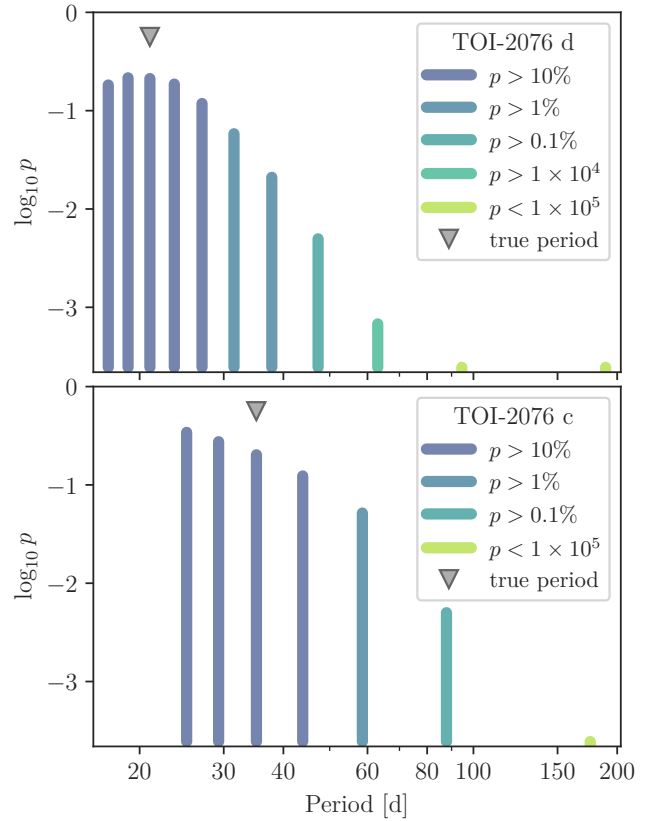 0
−1
−2
−3
log₁₀ p
TOI-2076 d
p > 10%
p > 1%
p > 0.1%
p > 1 × 10⁴
p < 1 × 10⁵
true period
0
−1
−2
−3
log₁₀ p
TOI-2076 c
p > 10%
p > 1%
p > 0.1%
p < 1 × 10⁵
true period
20 30 40 60 80 100 150 200
Period [d]